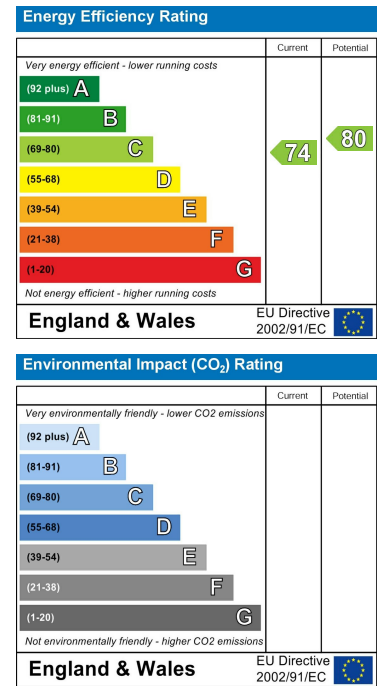 Energy Efficiency Rating
Current Potential
Very energy efficient - lower running costs
(92 plus) A
(81-91) B
(69-80) C
(55-68) D
(39-54) E
(21-38) F
(1-20) G
74 80
Not energy efficient - higher running costs
England & Wales
EU Directive
2002/91/EC
Environmental Impact (CO₂) Rating
Current Potential
Very environmentally friendly - lower CO2 emissions
(92 plus) A
(81-91) B
(69-80) C
(55-68) D
(39-54) E
(21-38) F
(1-20) G
Not environmentally friendly - higher CO2 emissions
England & Wales
EU Directive
2002/91/EC